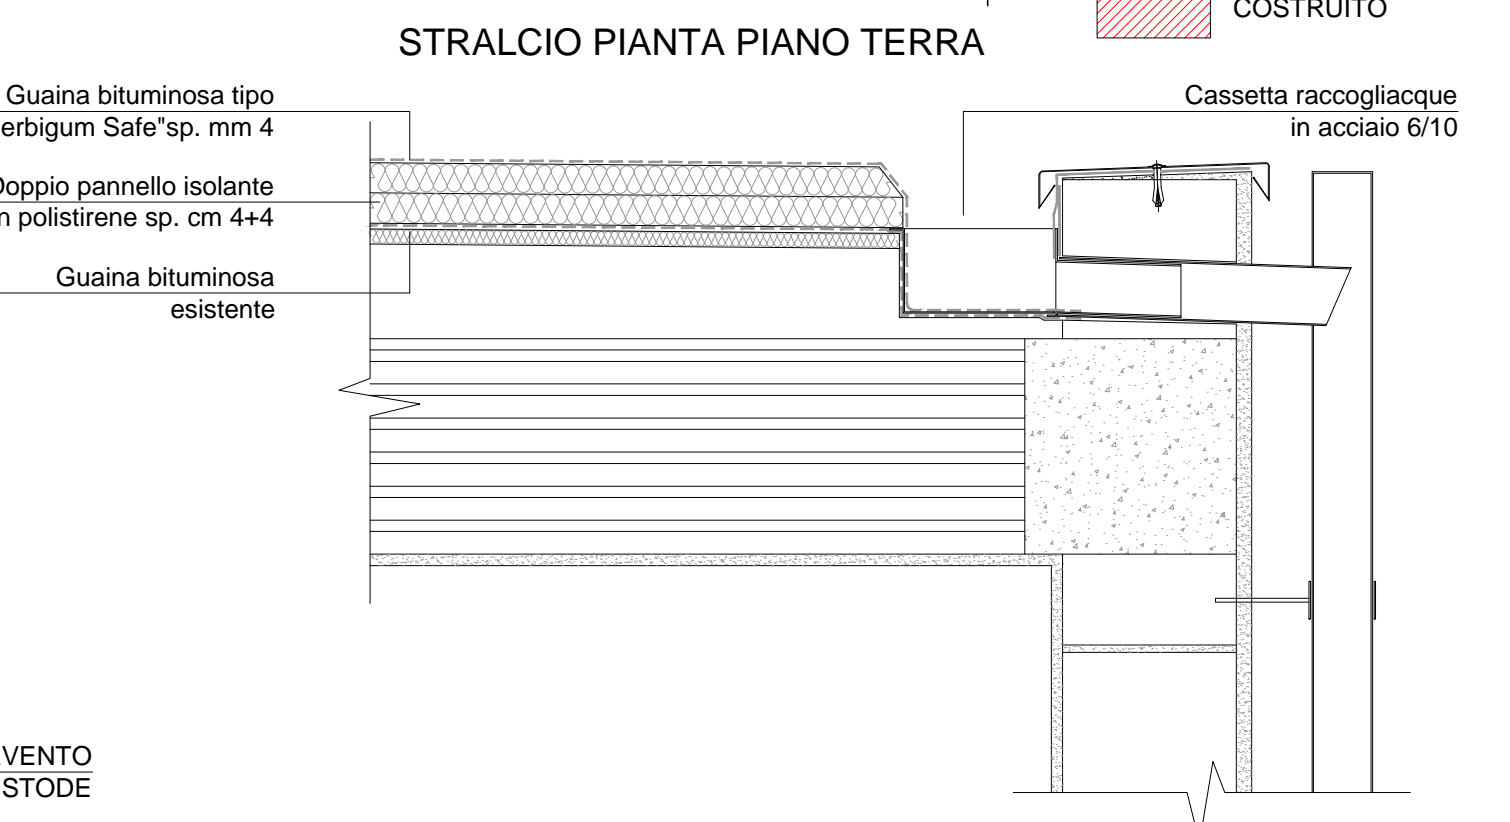 COSTRUITO
STRALCIO PIANTA PIANO TERRA
Guaina bituminosa tipo
erbigum Safe"sp. mm 4
Doppio pannello isolante
n polistirene sp. cm 4+4
Guaina bituminosa
esistente
Cassetta raccogliacque
in acciaio 6/10
VENTO
STODE